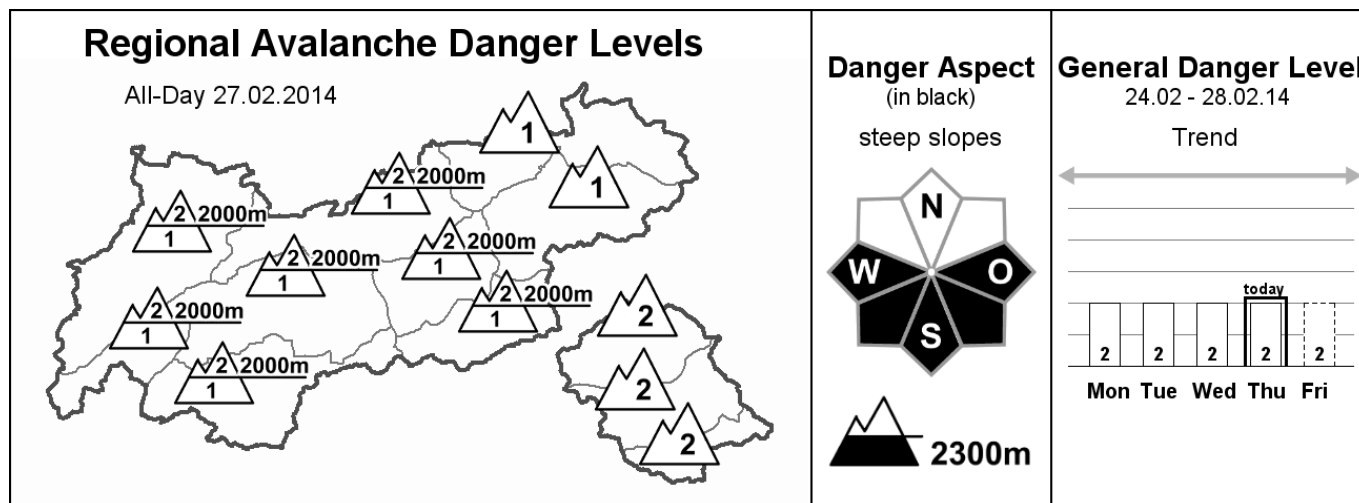 Regional Avalanche Danger Levels
All-Day 27.02.2014
1
1
2 2000m
1
2 2000m
1
2 2000m
1
2 2000m
1
2 2000m
1
2 2000m
1
2 2000m
1
2
2
2
Danger Aspect
(in black)
steep slopes
N
W O
S
2300m
General Danger Level
24.02 - 28.02.14
Trend
today
2 2 2 2 2
Mon Tue Wed Thu Fri